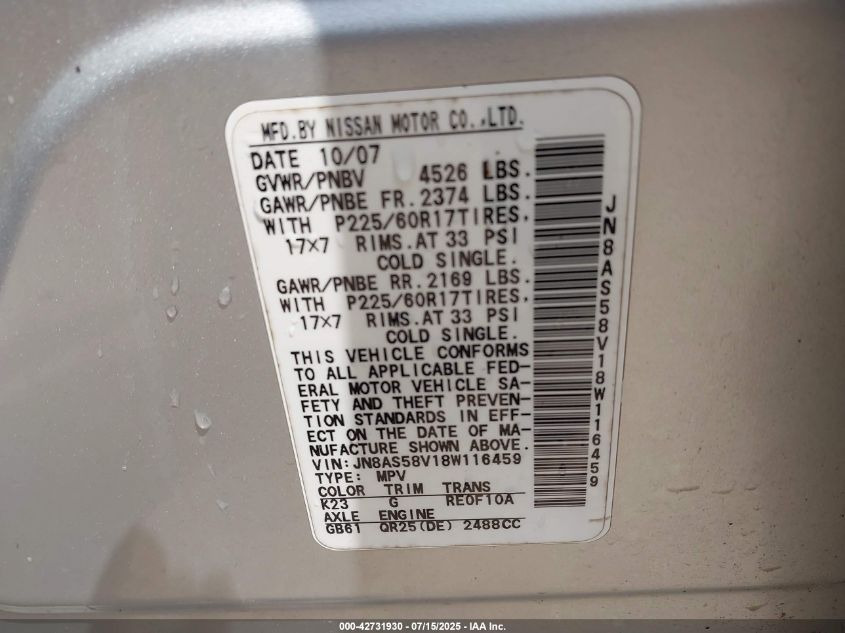 MFD.BY NISSAN MOTOR CO.,LTD.
DATE 10/07
GVWR/PNBV 4526 LBS.
GAWR/PNBE FR.2374 LBS.
WITH P225/60R17TIRES,
17×7 RIMS.AT 33 PSI
COLD SINGLE.
GAWR/PNBE RR.2169 LBS.
WITH P225/60R17TIRES,
17×7 RIMS.AT 33 PSI
COLD SINGLE.
THIS VEHICLE CONFORMS
TO ALL APPLICABLE FED-
ERAL MOTOR VEHICLE SA-
FETY AND THEFT PREVEN-
TION STANDARDS IN EFF-
ECT ON THE DATE OF MA-
NUFACTURE SHOWN ABOVE.
VIN:JN8AS58V18W116459
TYPE: MPV
COLOR TRIM TRANS
K23 G RE0F10A
AXLE ENGINE
GB61 QR25(DE) 2488CC
JN8AS58V18W116459
000-42731930 - 07/15/2025 - IAA Inc.